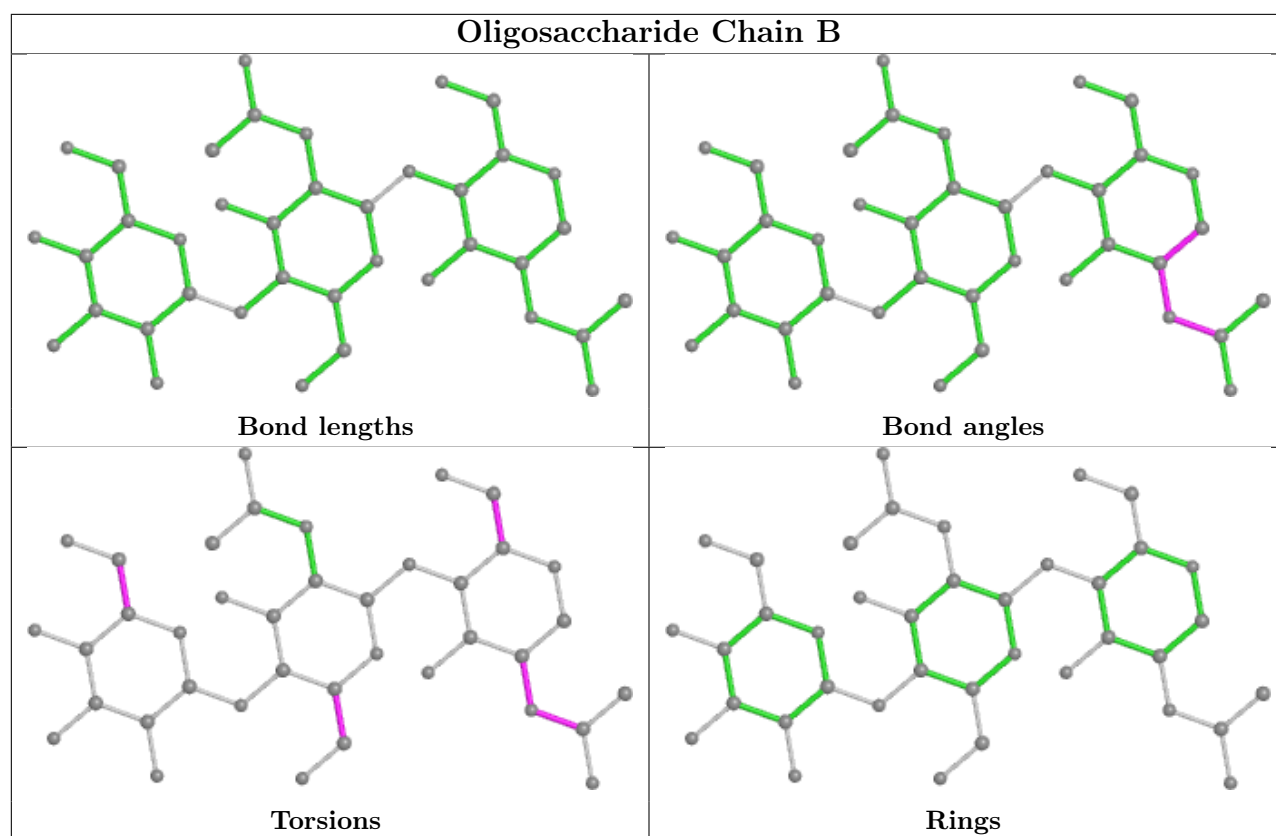 Oligosaccharide Chain B
Bond lengths
Bond angles
Torsions
Rings